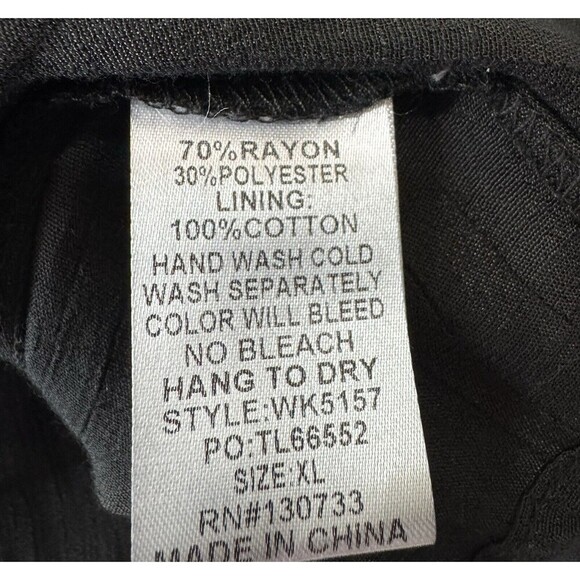 70%RAYON
30%POLYESTER
LINING:
100%COTTON
HAND WASH COLD
WASH SEPARATELY
COLOR WILL BLEED
NO BLEACH
HANG TO DRY
STYLE:WK5157
PO:TL66552
SIZE:XL
RN#130733
MADE IN CHINA